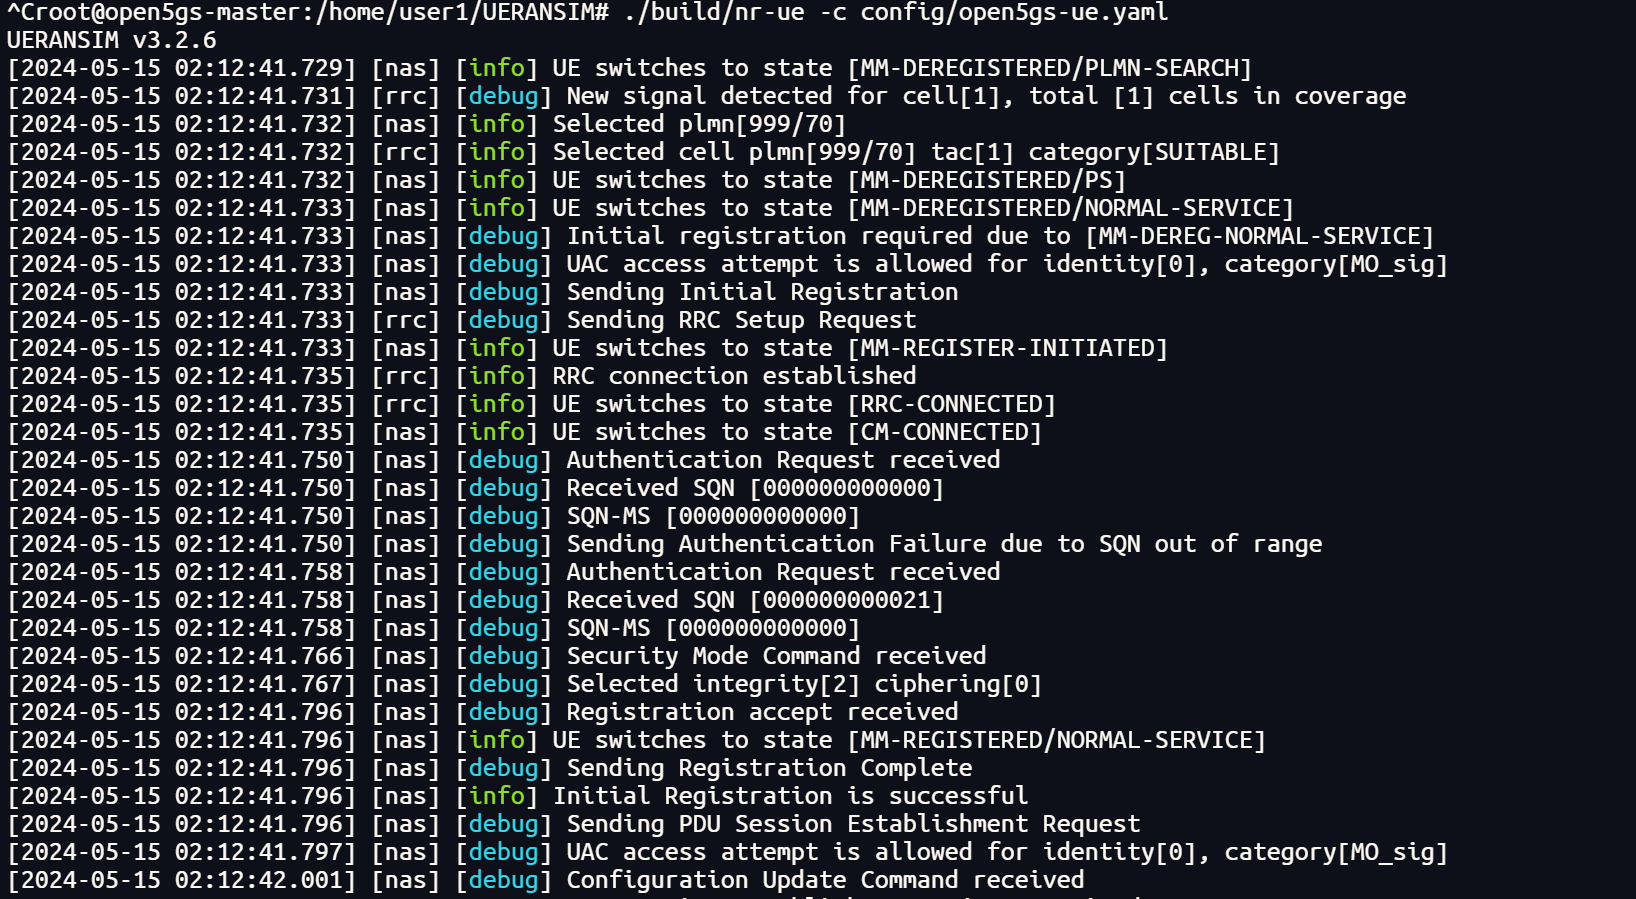 ^Croot@open5gs-master:/home/user1/UERANSIM# ./build/nr-ue -c config/open5gs-ue.yaml
UERANSIM v3.2.6
[2024-05-15 02:12:41.729] [nas] [info] UE switches to state [MM-DEREGISTERED/PLMN-SEARCH]
[2024-05-15 02:12:41.731] [rrc] [debug] New signal detected for cell[1], total [1] cells in coverage
[2024-05-15 02:12:41.732] [nas] [info] Selected plmn[999/70]
[2024-05-15 02:12:41.732] [rrc] [info] Selected cell plmn[999/70] tac[1] category[SUITABLE]
[2024-05-15 02:12:41.732] [nas] [info] UE switches to state [MM-DEREGISTERED/PS]
[2024-05-15 02:12:41.733] [nas] [info] UE switches to state [MM-DEREGISTERED/NORMAL-SERVICE]
[2024-05-15 02:12:41.733] [nas] [debug] Initial registration required due to [MM-DEREG-NORMAL-SERVICE]
[2024-05-15 02:12:41.733] [nas] [debug] UAC access attempt is allowed for identity[0], category[MO_sig]
[2024-05-15 02:12:41.733] [nas] [debug] Sending Initial Registration
[2024-05-15 02:12:41.733] [rrc] [debug] Sending RRC Setup Request
[2024-05-15 02:12:41.733] [nas] [info] UE switches to state [MM-REGISTER-INITIATED]
[2024-05-15 02:12:41.735] [rrc] [info] RRC connection established
[2024-05-15 02:12:41.735] [rrc] [info] UE switches to state [RRC-CONNECTED]
[2024-05-15 02:12:41.735] [nas] [info] UE switches to state [CM-CONNECTED]
[2024-05-15 02:12:41.750] [nas] [debug] Authentication Request received
[2024-05-15 02:12:41.750] [nas] [debug] Received SQN [000000000000]
[2024-05-15 02:12:41.750] [nas] [debug] SQN-MS [000000000000]
[2024-05-15 02:12:41.750] [nas] [debug] Sending Authentication Failure due to SQN out of range
[2024-05-15 02:12:41.758] [nas] [debug] Authentication Request received
[2024-05-15 02:12:41.758] [nas] [debug] Received SQN [000000000021]
[2024-05-15 02:12:41.758] [nas] [debug] SQN-MS [000000000000]
[2024-05-15 02:12:41.766] [nas] [debug] Security Mode Command received
[2024-05-15 02:12:41.767] [nas] [debug] Selected integrity[2] ciphering[0]
[2024-05-15 02:12:41.796] [nas] [debug] Registration accept received
[2024-05-15 02:12:41.796] [nas] [info] UE switches to state [MM-REGISTERED/NORMAL-SERVICE]
[2024-05-15 02:12:41.796] [nas] [debug] Sending Registration Complete
[2024-05-15 02:12:41.796] [nas] [info] Initial Registration is successful
[2024-05-15 02:12:41.796] [nas] [debug] Sending PDU Session Establishment Request
[2024-05-15 02:12:41.797] [nas] [debug] UAC access attempt is allowed for identity[0], category[MO_sig]
[2024-05-15 02:12:42.001] [nas] [debug] Configuration Update Command received